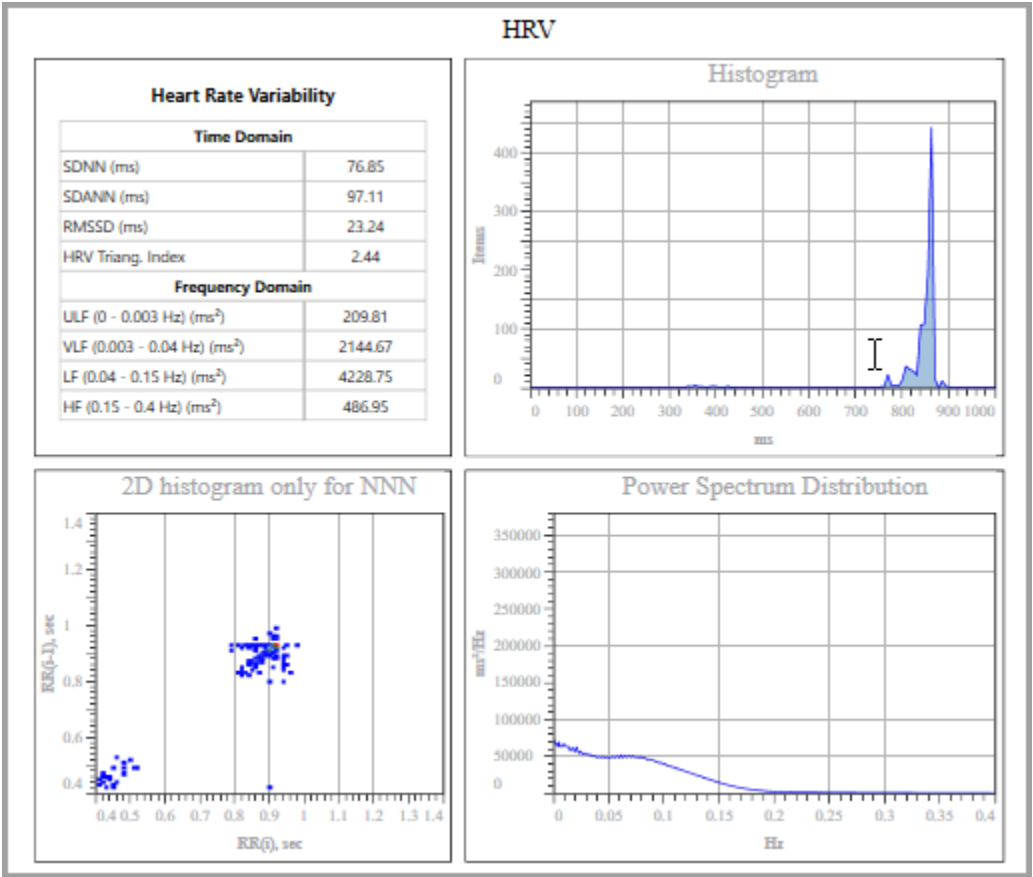 HRV
Heart Rate Variability
Time Domain
SDNN (ms) 76.85
SDANN (ms) 97.11
RMSSD (ms) 23.24
HRV Triang. Index 2.44
Frequency Domain
ULF (0 - 0.003 Hz) (ms²) 209.81
VLF (0.003 - 0.04 Hz) (ms²) 2144.67
LF (0.04 - 0.15 Hz) (ms²) 4228.75
HF (0.15 - 0.4 Hz) (ms²) 486.95
Histogram
Items
400
300
200
100
0
0 100 200 300 400 500 600 700 800 900 1000
ms
2D histogram only for NNN
RR(i-1), sec
1.4
1.2
1
0.8
0.6
0.4
0.4 0.5 0.6 0.7 0.8 0.9 1 1.1 1.2 1.3 1.4
RR(i), sec
Power Spectrum Distribution
ms²/Hz
350000
300000
250000
200000
150000
100000
50000
0
0 0.05 0.1 0.15 0.2 0.25 0.3 0.35 0.4
Hz